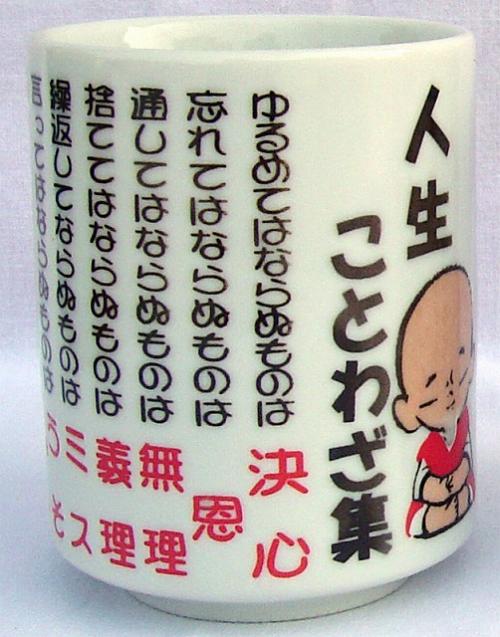 人生
ことわざ集
ゆるめてはならぬものは 決心
忘れてはならぬものは 恩
通してはならぬものは 無理
捨ててはならぬものは 義理
繰返してならぬものは ミス
言ってはならぬものは うそ